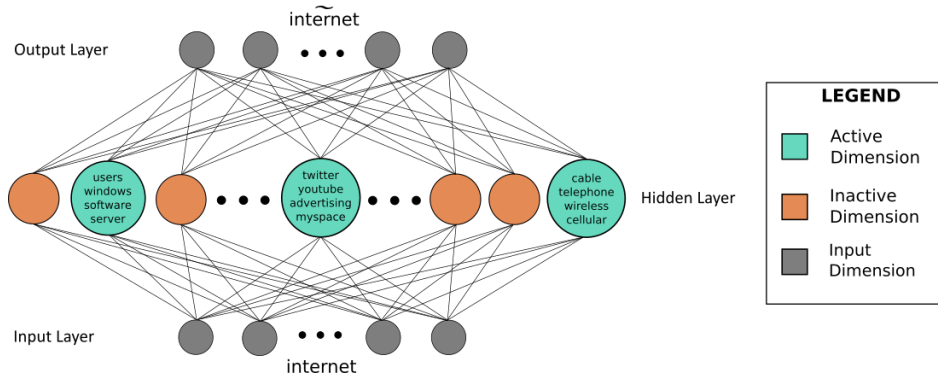 internet
Output Layer
LEGEND
Active
Dimension
Inactive
Dimension
Input
Dimension
users
windows
software
server
twitter
youtube
advertising
myspace
cable
telephone
wireless
cellular
Hidden Layer
Input Layer
internet